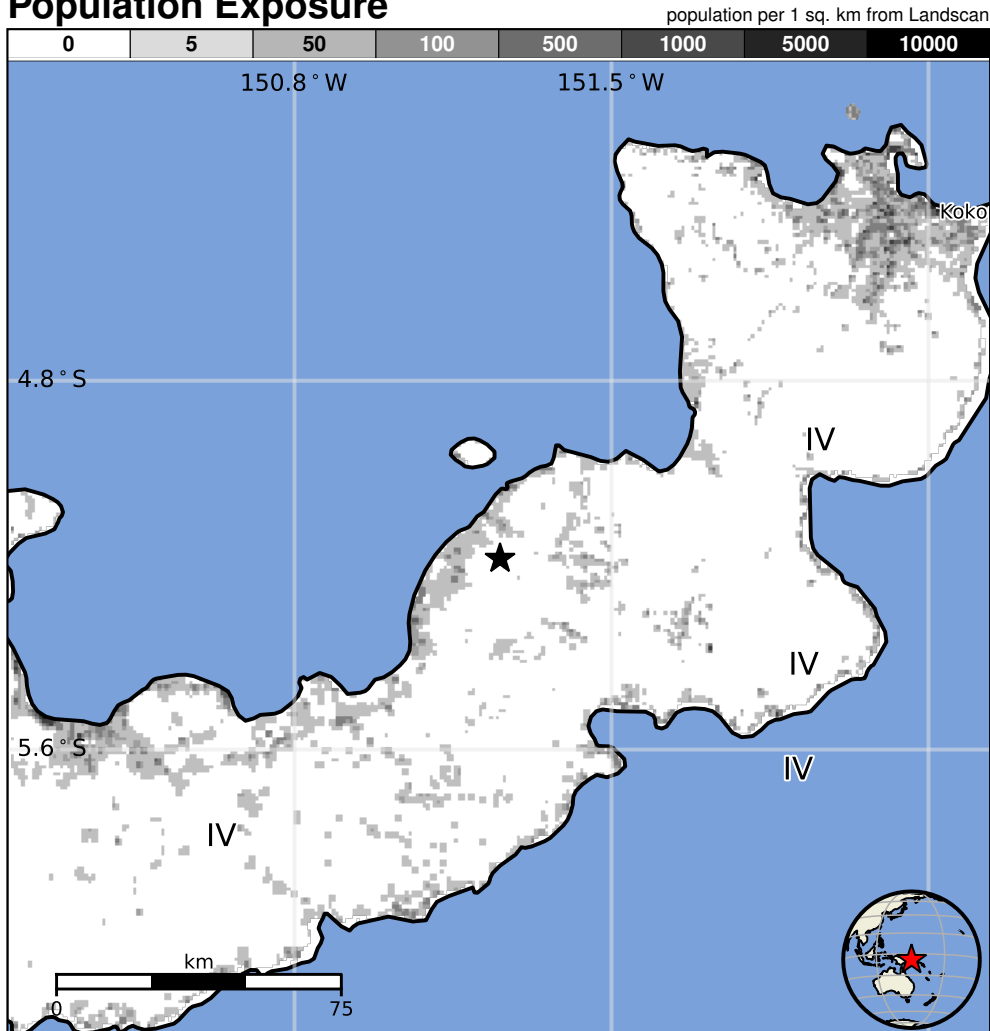 Population Exposure
population per 1 sq. km from Landscan
0 5 50 100 500 1000 5000 10000
150.8°W 151.5°W
Koko
4.8°S
IV
IV
5.6°S
IV
IV
km
0 75